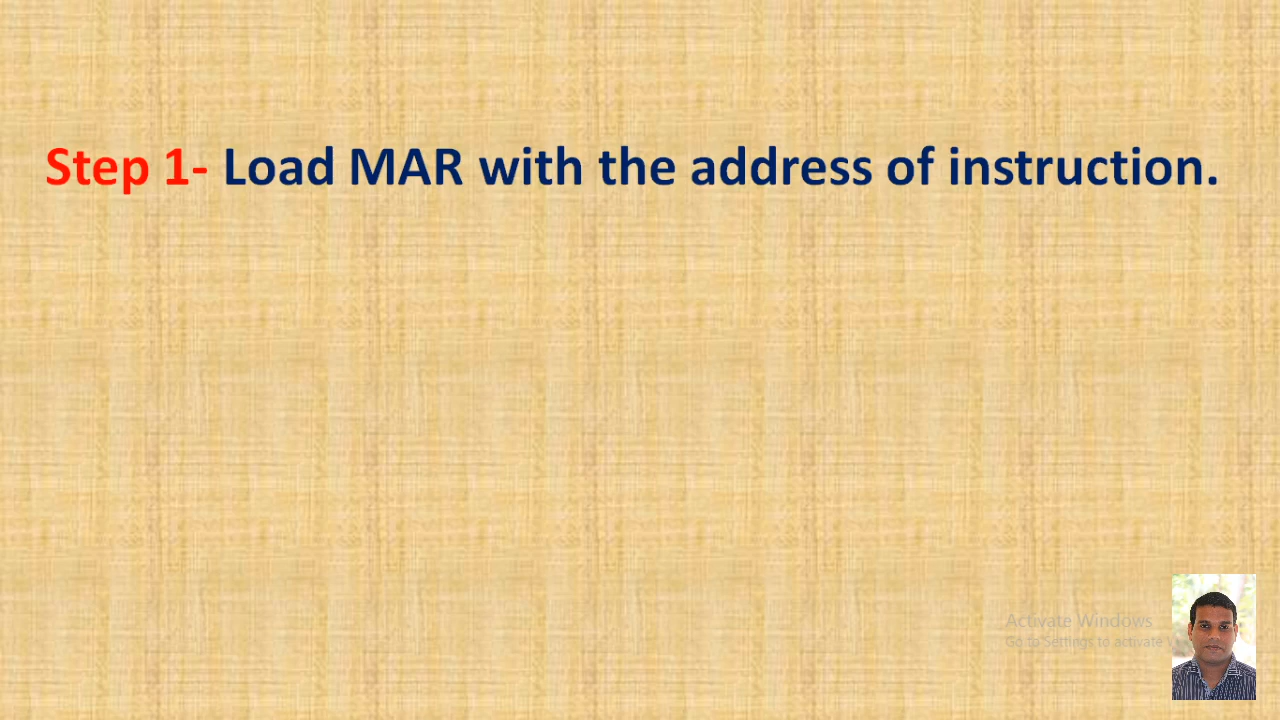 Step 1- Load MAR with the address of instruction.
Activate Windows
Go to Settings to activate